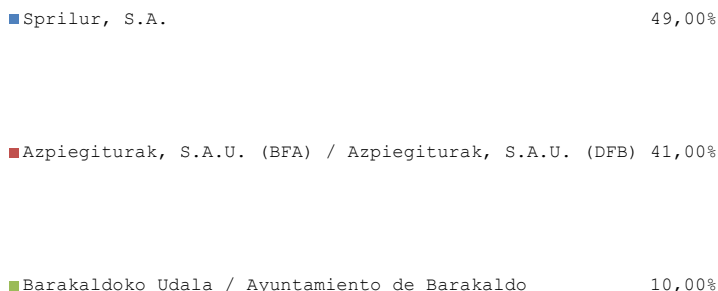 Sprilur, S.A. 49,00%
Azpiegiturak, S.A.U. (BFA) / Azpiegiturak, S.A.U. (DFB) 41,00%
Barakaldoko Udala / Ayuntamiento de Barakaldo 10,00%